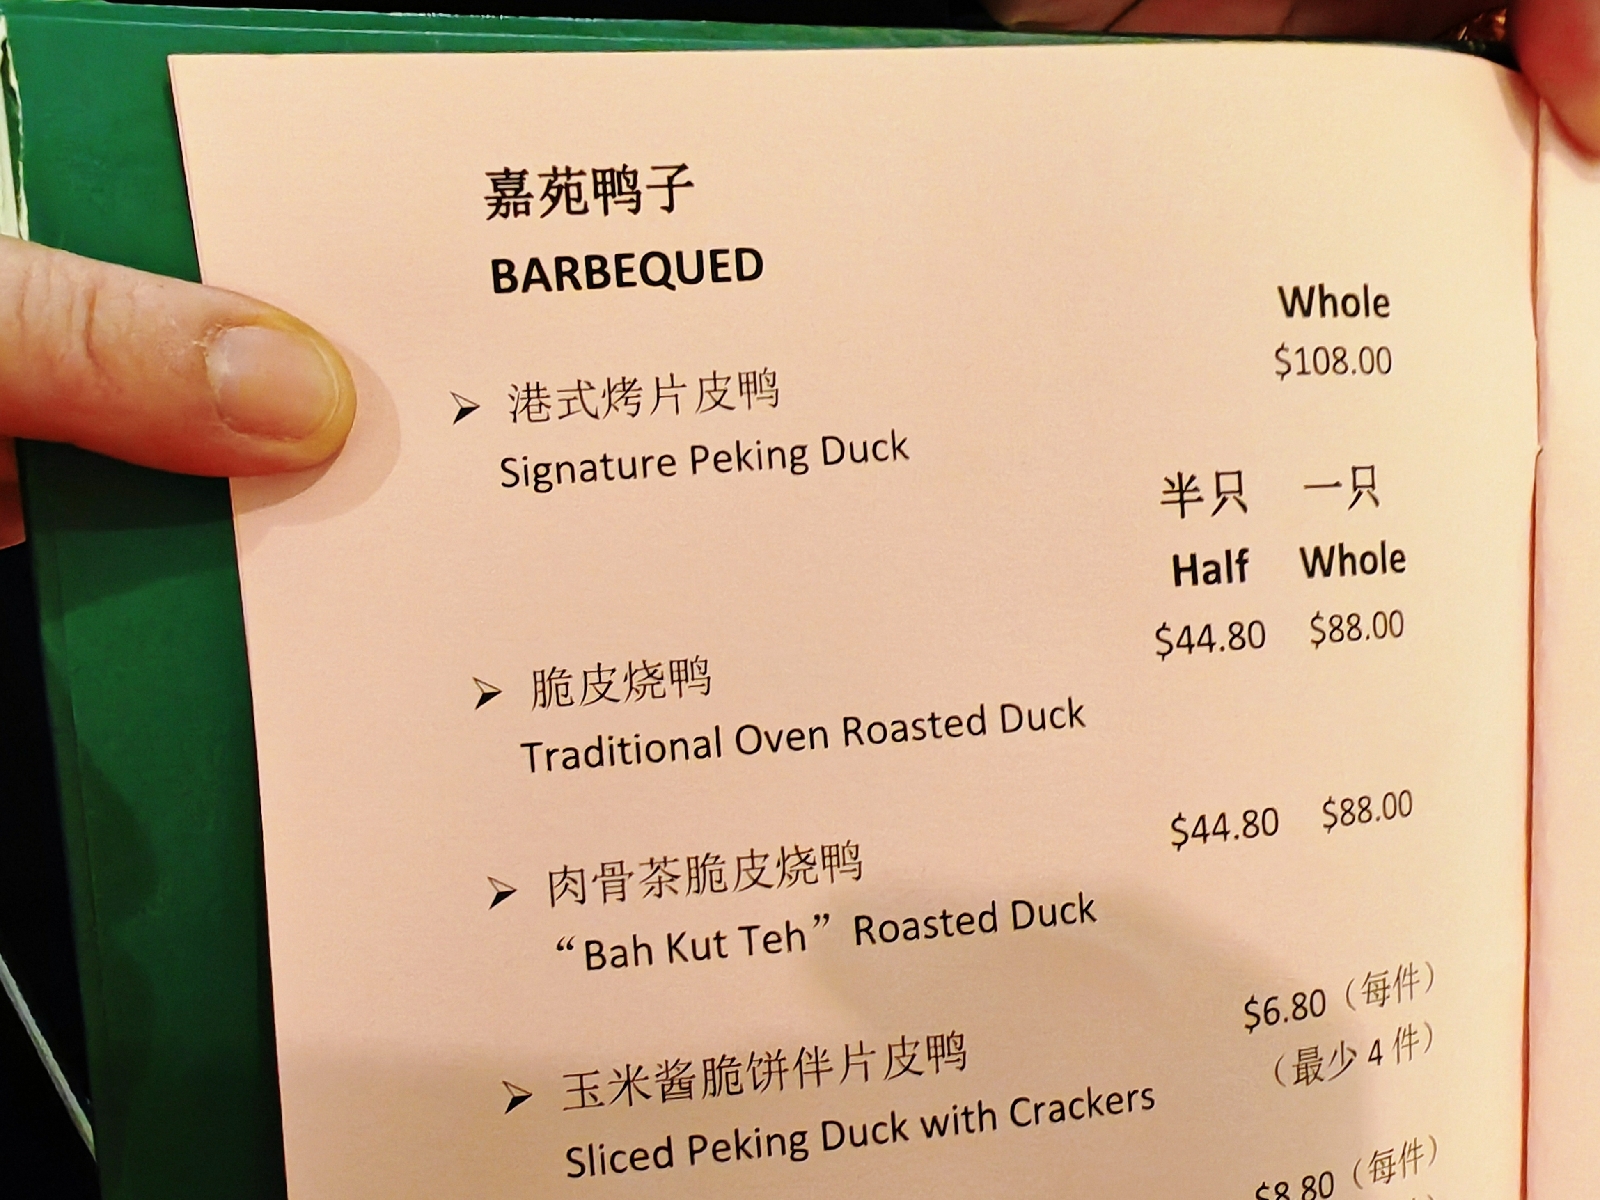 嘉苑鸭子
BARBEQUED
Whole
$108.00
➢ 港式烤片皮鸭
Signature Peking Duck
半只 一只
Half Whole
$44.80 $88.00
➢ 脆皮烧鸭
Traditional Oven Roasted Duck
$44.80 $88.00
➢ 肉骨茶脆皮烧鸭
“Bah Kut Teh” Roasted Duck
$6.80（每件）
（最少 4 件）
➢ 玉米酱脆饼伴片皮鸭
Sliced Peking Duck with Crackers
$8.80（每件）